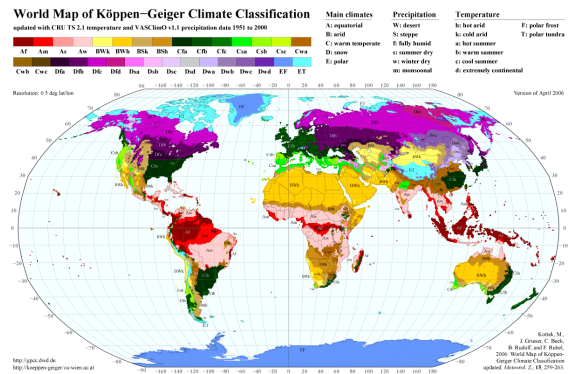 World Map of Köppen–Geiger Climate Classification
updated with CRU TS 2.1 temperature and VASClimO v1.1 precipitation data 1951 to 2000
Af Am As Aw BWk BWh BSk BSh Cfa Cfb Cfc Csa Csb Csc Cwa
Cwb Cwc Dfa Dfb Dfc Dfd Dsa Dsb Dsc Dsd Dwa Dwb Dwc Dwd EF ET
Main climates
A: equatorial
B: arid
C: warm temperate
D: snow
E: polar
Precipitation
W: desert
S: steppe
f: fully humid
s: summer dry
w: winter dry
m: monsoonal
Temperature
h: hot arid
k: cold arid
a: hot summer
b: warm summer
c: cool summer
d: extremely continental
F: polar frost
T: polar tundra
Resolution: 0.5 deg lat/lon
Version of April 2006
http://gpcc.dwd.de
http://koeppen-geiger.vu-wien.ac.at
Kottek, M.,
J. Grieser, C. Beck,
B. Rudolf, and F. Rubel,
2006: World Map of Köppen-
Geiger Climate Classification
updated. Meteorol. Z., 15, 259-263.